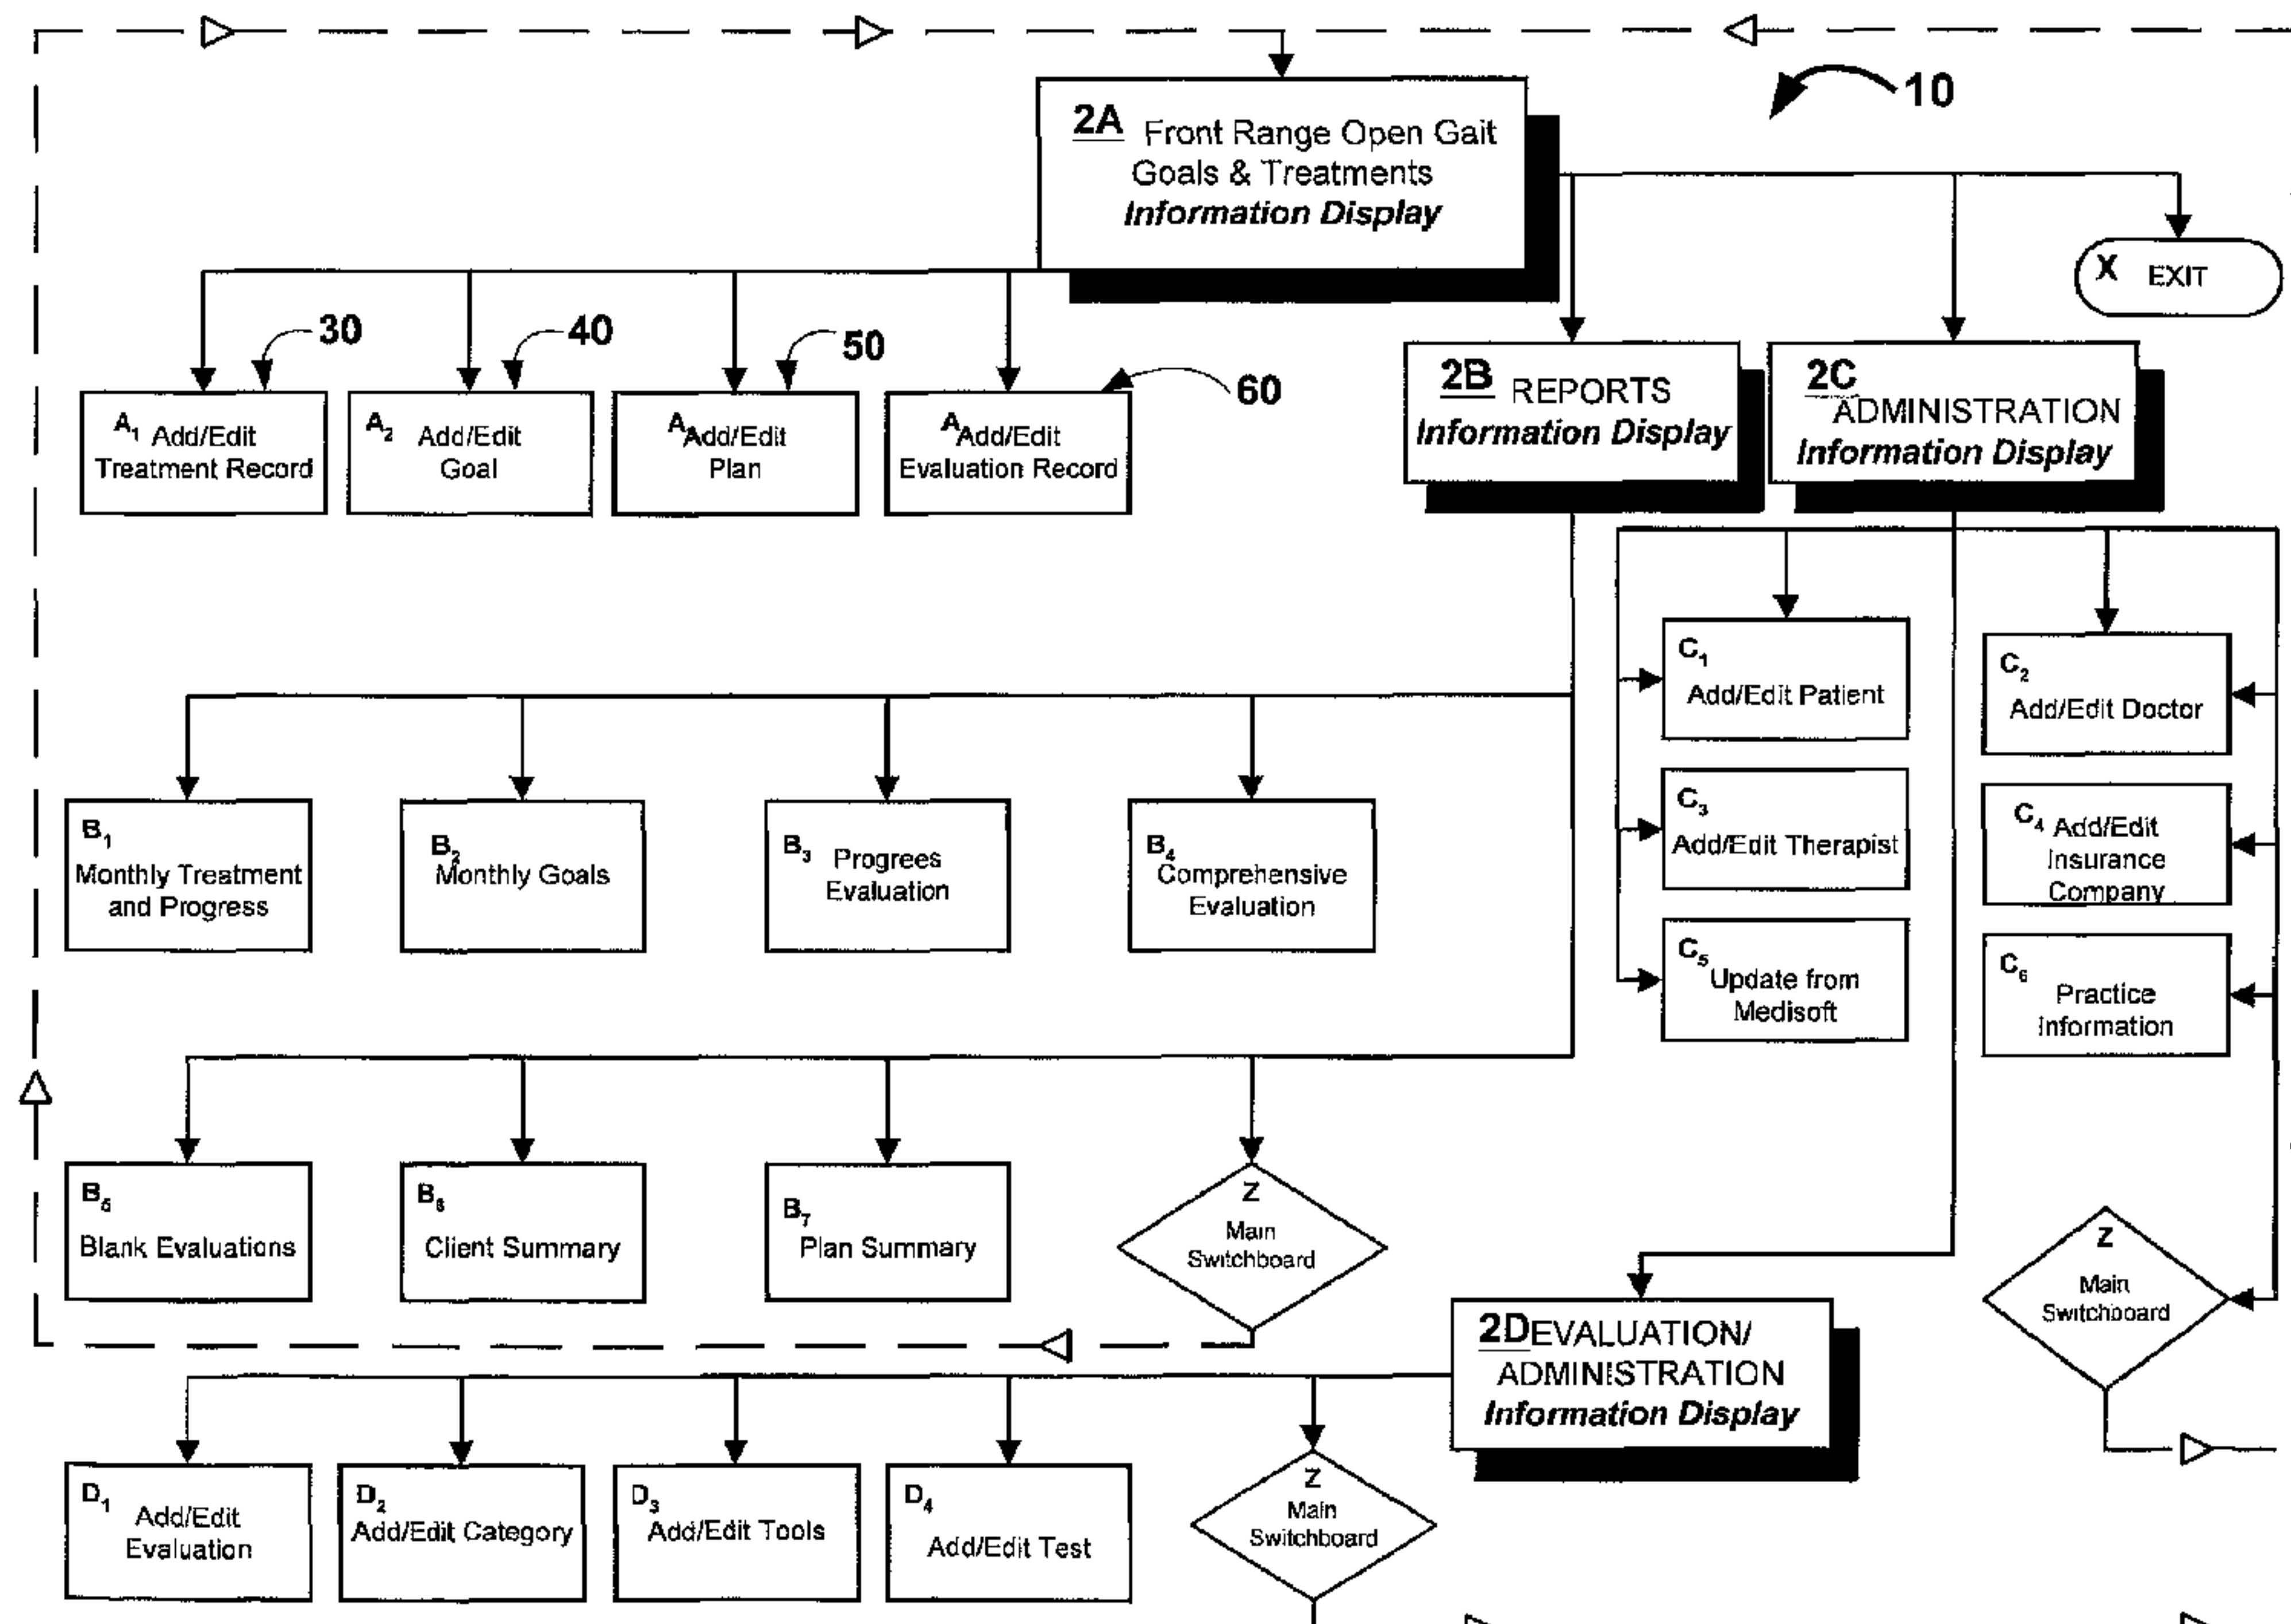 10
2A Front Range Open Gait
Goals & Treatments
Information Display
X EXIT
30
40
50
60
A1 Add/Edit
Treatment Record
A2 Add/Edit
Goal
A Add/Edit
Plan
A Add/Edit
Evaluation Record
2B REPORTS
Information Display
2C
ADMINISTRATION
Information Display
C1
Add/Edit Patient
C2
Add/Edit Doctor
C3
Add/Edit Therapist
C4 Add/Edit
Insurance
Company
C5
Update from
Medisoft
C6
Practice
Information
B1
Monthly Treatment
and Progress
B2
Monthly Goals
B3 Progrees
Evaluation
B4
Comprehensive
Evaluation
B5
Blank Evaluations
B6
Client Summary
B7
Plan Summary
Z
Main
Switchboard
Z
Main
Switchboard
2D EVALUATION/
ADMINISTRATION
Information Display
D1
Add/Edit
Evaluation
D2
Add/Edit Category
D3
Add/Edit Tools
D4
Add/Edit Test
Z
Main
Switchboard